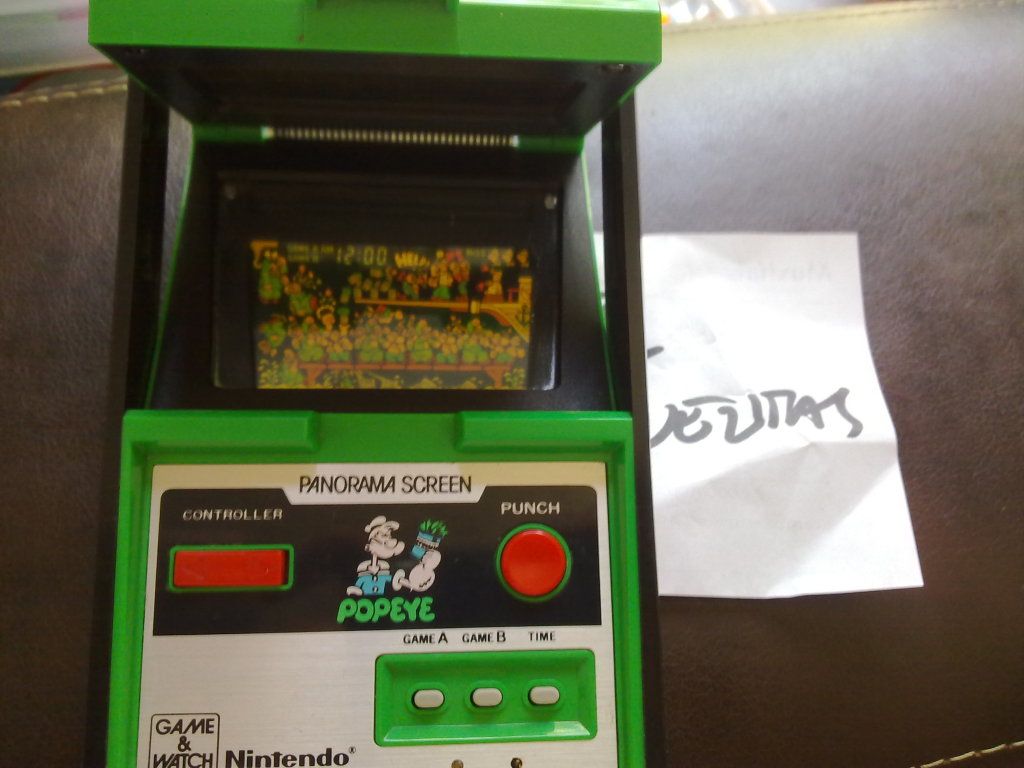 12:00
PANORAMA SCREEN
CONTROLLER
PUNCH
POPEYE
GAME A GAME B TIME
GAME
&
WATCH
Nintendo®